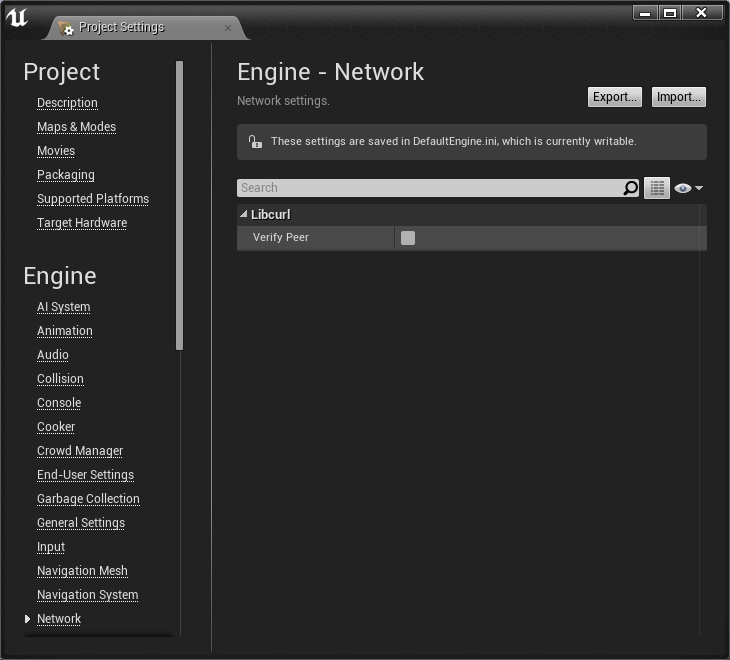 Project Settings
Project
Description
Maps & Modes
Movies
Packaging
Supported Platforms
Target Hardware
Engine
AI System
Animation
Audio
Collision
Console
Cooker
Crowd Manager
End-User Settings
Garbage Collection
General Settings
Input
Navigation Mesh
Navigation System
Network
Engine - Network
Network settings.
Export... Import...
These settings are saved in DefaultEngine.ini, which is currently writable.
Search
Libcurl
Verify Peer